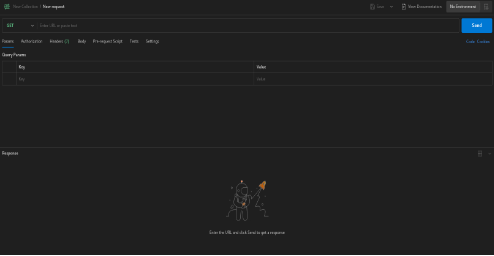 New Collection / New request
Save
View Documentation
No Environment
GET
Enter URL or paste text
Send
Params
Authorization
Headers (7)
Body
Pre-request Script
Tests
Settings
Code
Cookies
Query Params
Key
Value
Key
Value
Response
Enter the URL and click Send to get a response